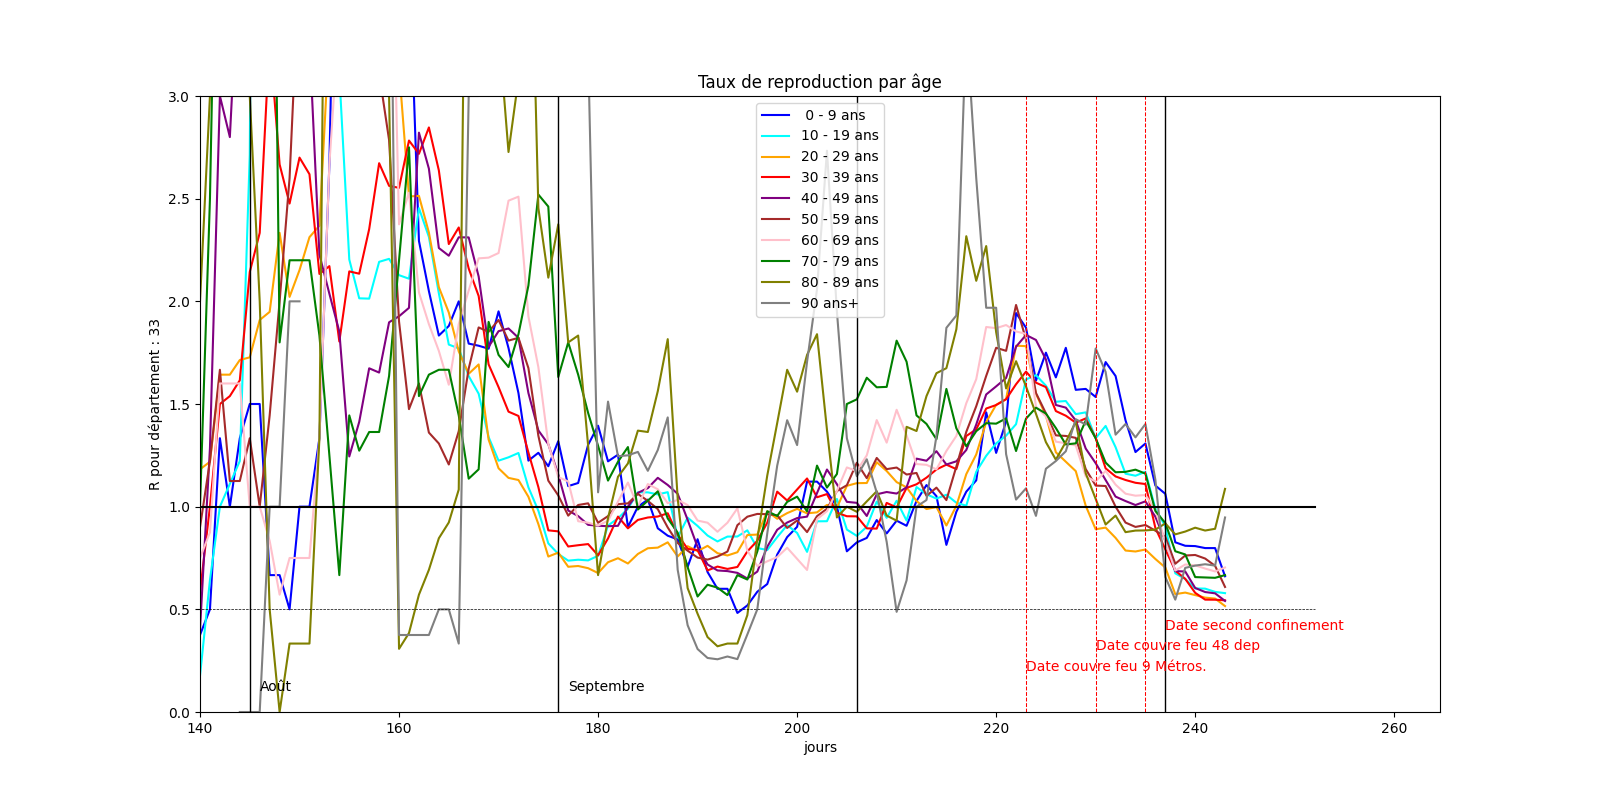 Taux de reproduction par âge
R pour département : 33
3.0
2.5
2.0
1.5
1.0
0.5
0.0
0 - 9 ans
10 - 19 ans
20 - 29 ans
30 - 39 ans
40 - 49 ans
50 - 59 ans
60 - 69 ans
70 - 79 ans
80 - 89 ans
90 ans+
Date second confinement
Date couvre feu 48 dep
Date couvre feu 9 Métros.
Août
Septembre
140
160
180
200
220
240
260
jours